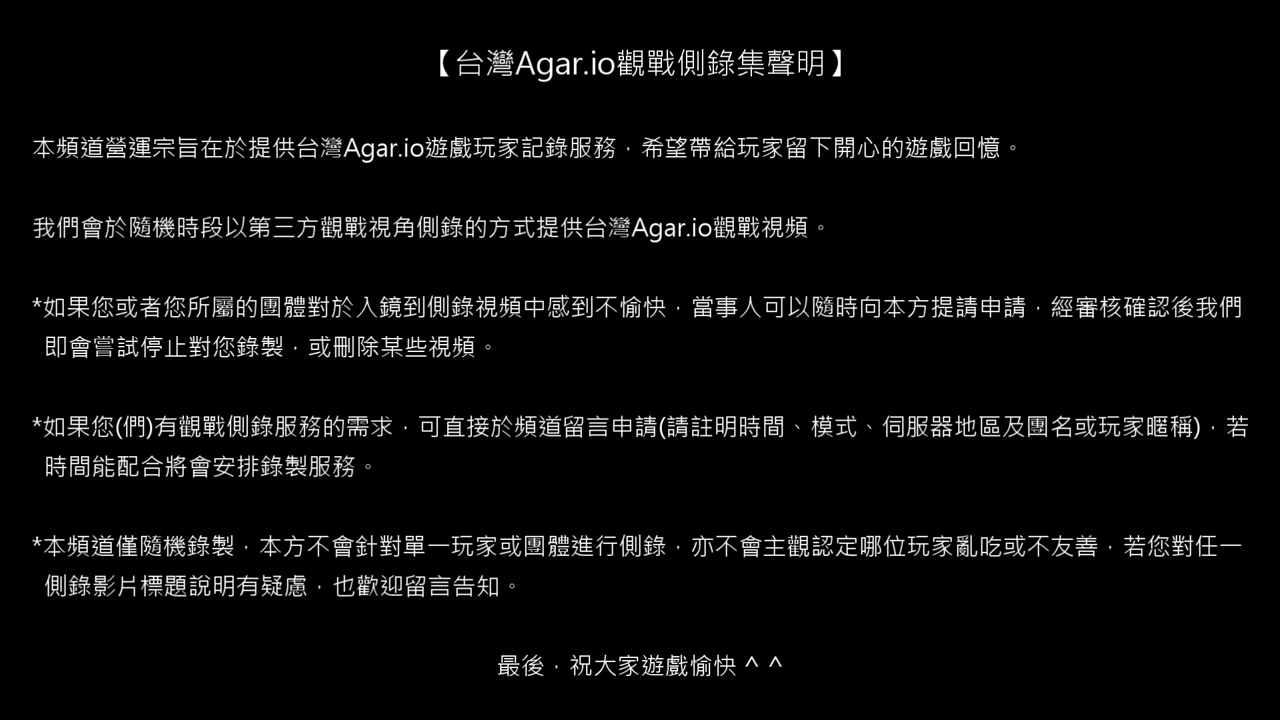 【台灣Agar.io觀戰側錄集聲明】
本頻道營運宗旨在於提供台灣Agar.io遊戲玩家記錄服務，希望帶給玩家留下開心的遊戲回憶。
我們會於隨機時段以第三方觀戰視角側錄的方式提供台灣Agar.io觀戰視頻。
*如果您或者您所屬的團體對於入鏡到側錄視頻中感到不愉快，當事人可以隨時向本方提請申請，經審核確認後我們
即會嘗試停止對您錄製，或刪除某些視頻。
*如果您(們)有觀戰側錄服務的需求，可直接於頻道留言申請(請註明時間、模式、伺服器地區及團名或玩家暱稱)，若
時間能配合將會安排錄製服務。
*本頻道僅隨機錄製，本方不會針對單一玩家或團體進行側錄，亦不會主觀認定哪位玩家亂吃或不友善，若您對任一
側錄影片標題說明有疑慮，也歡迎留言告知。
最後，祝大家遊戲愉快 ^ ^